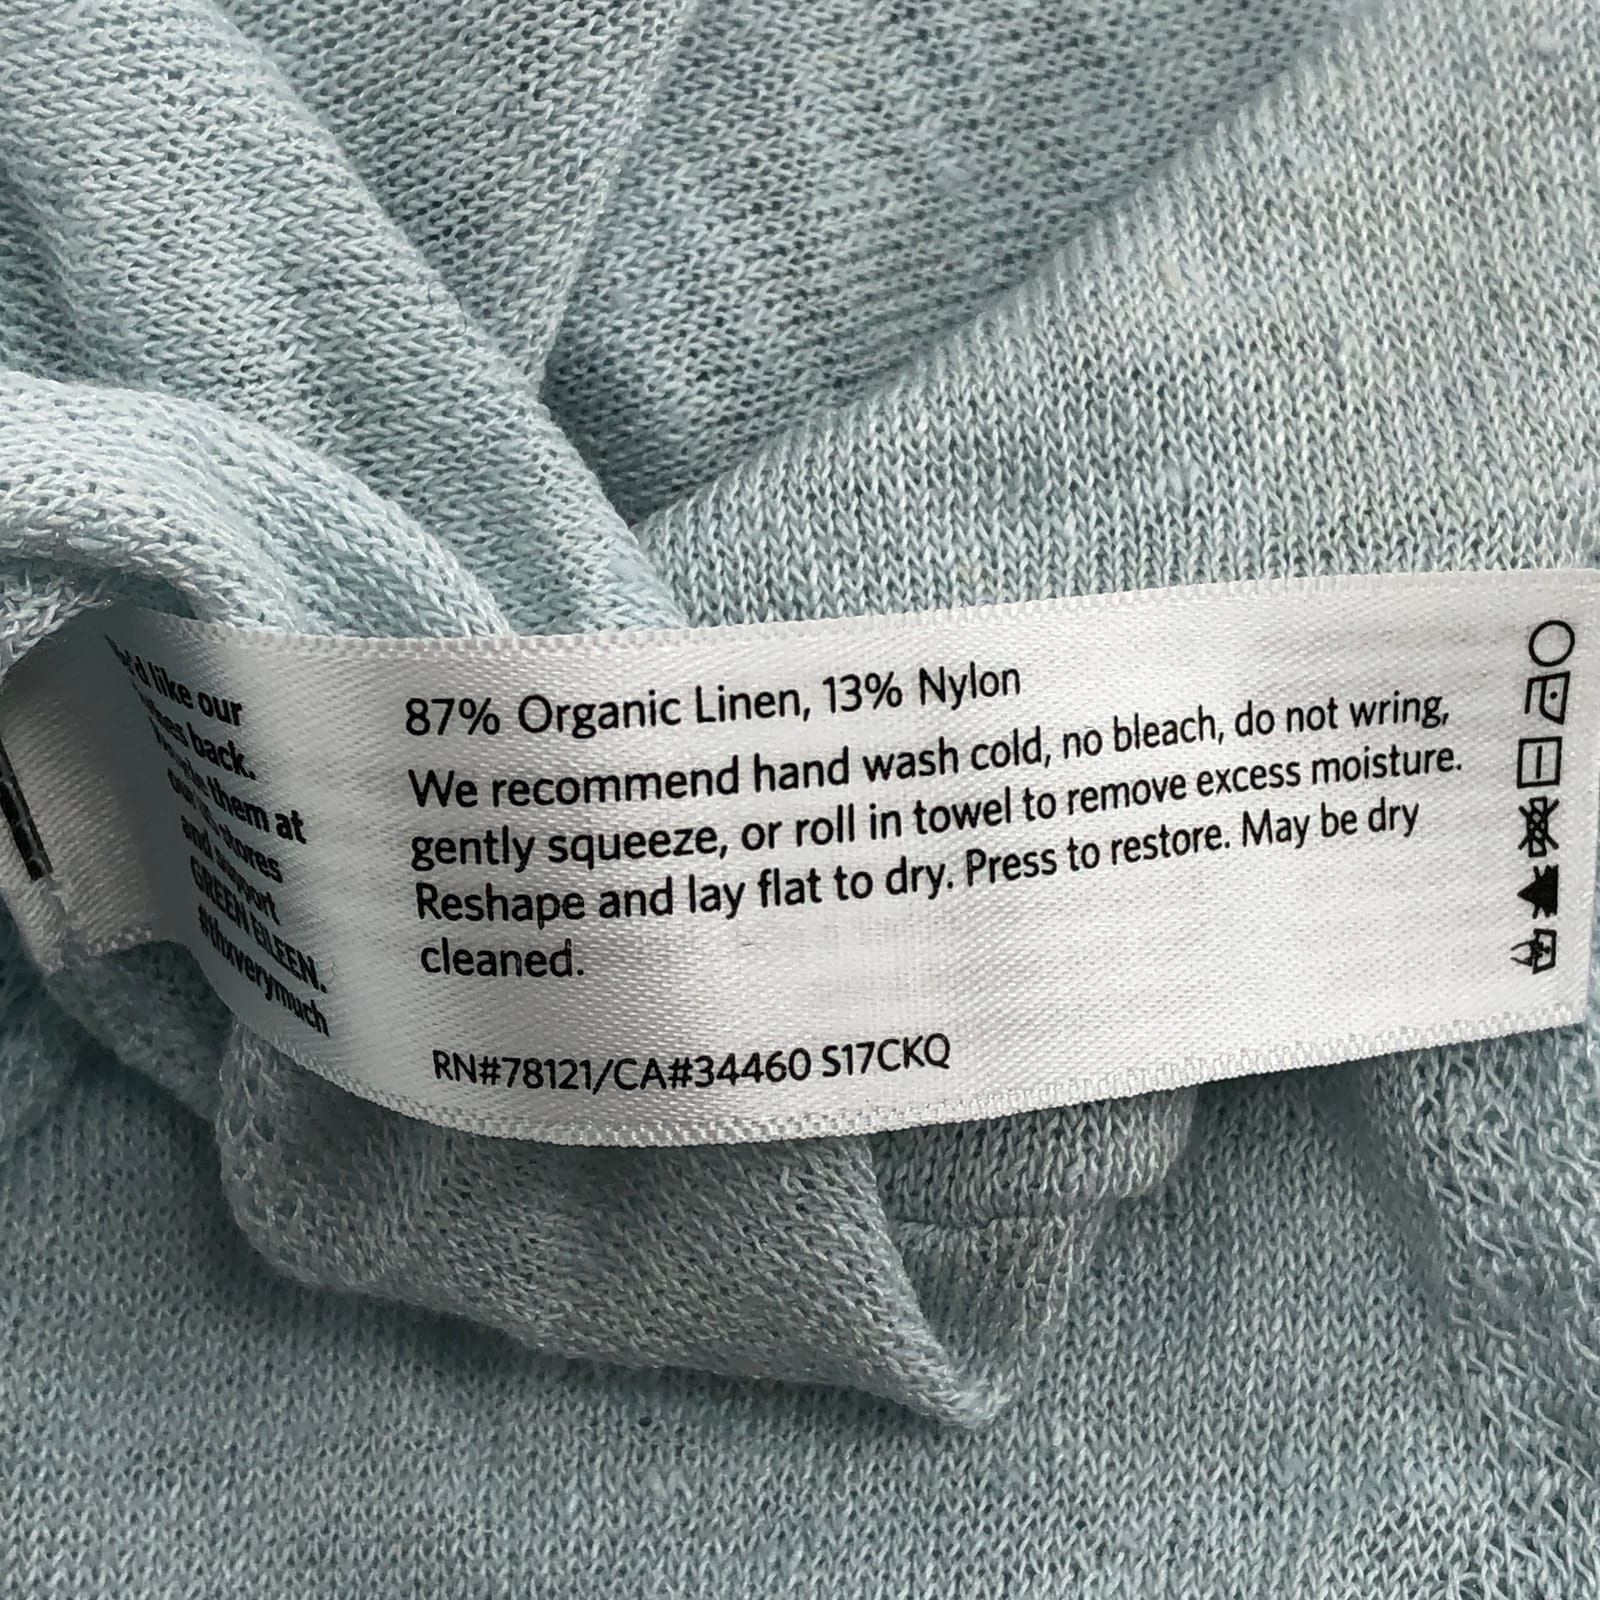 like our
back.
them at
stores
and support
GREEN EILEEN.
#thxverymuch
87% Organic Linen, 13% Nylon
We recommend hand wash cold, no bleach, do not wring,
gently squeeze, or roll in towel to remove excess moisture.
Reshape and lay flat to dry. Press to restore. May be dry
cleaned.
RN#78121/CA#34460 S17CKQ